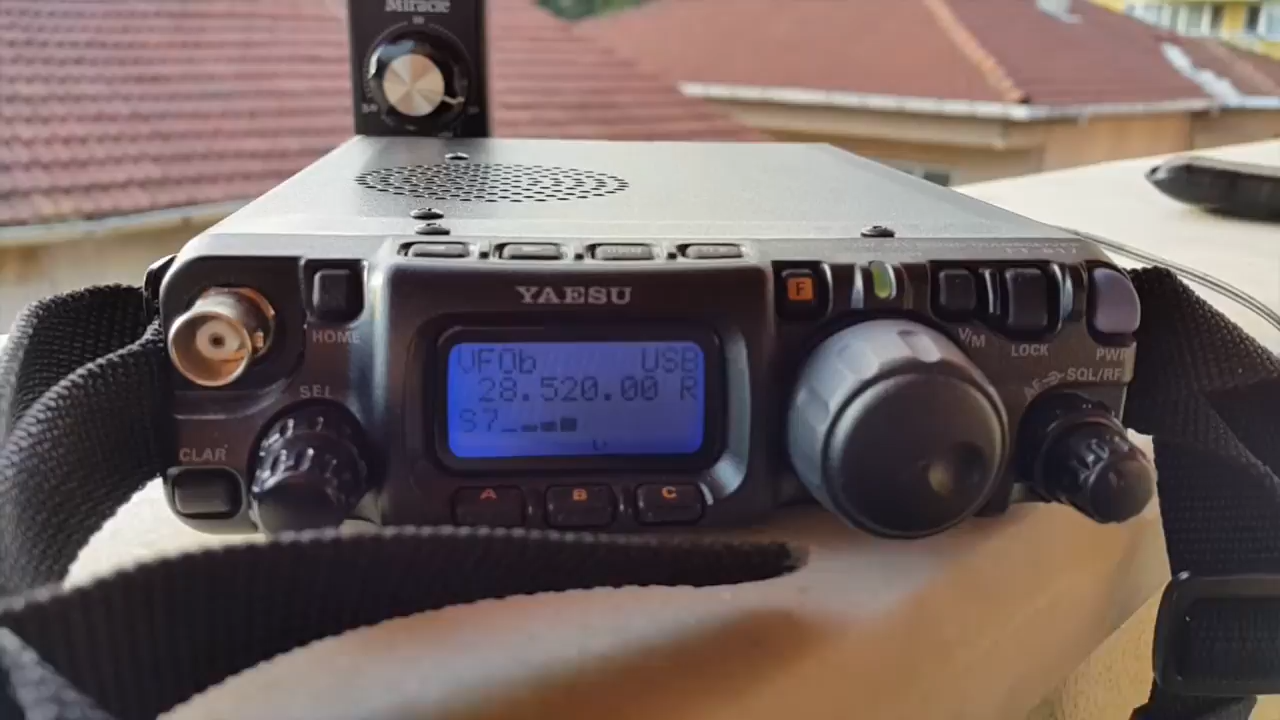 Miracle
YAESU
F
HOME
V/M
LOCK
PWR
SEL
AF
SQL/RF
CLAR
VFOb USB
28.520.00 R
S7
A
B
C